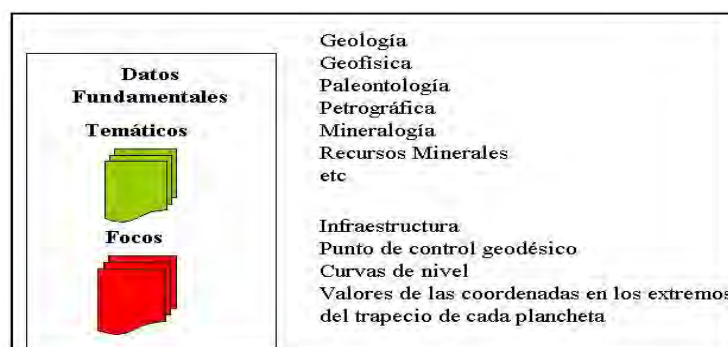 Datos
Fundamentales
Temáticos
Focos
Geología
Geofísica
Paleontología
Petrográfica
Mineralogía
Recursos Minerales
etc
Infraestructura
Punto de control geodésico
Curvas de nivel
Valores de las coordenadas en los extremos
del trapecio de cada plancheta